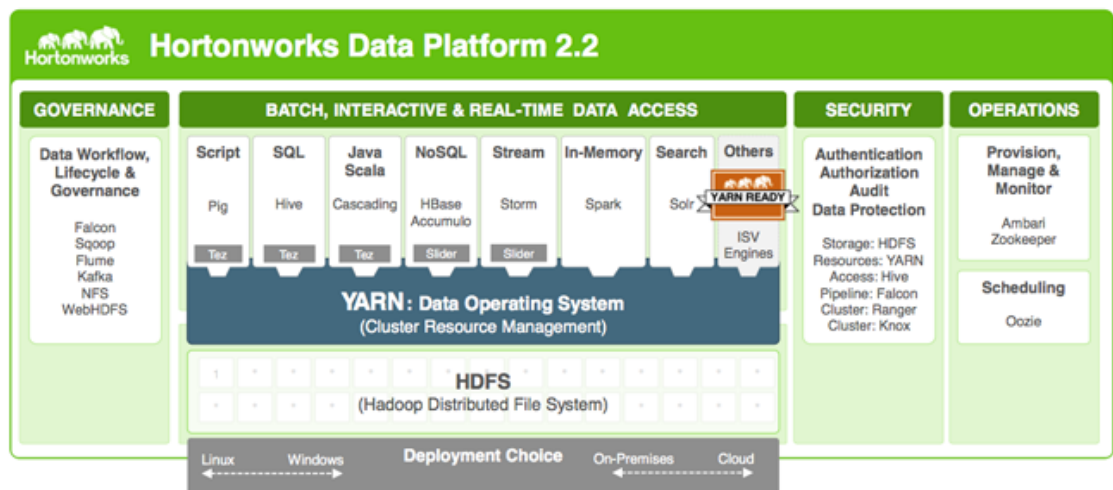 Hortonworks
Hortonworks Data Platform 2.2
GOVERNANCE
Data Workflow,
Lifecycle &
Governance
Falcon
Sqoop
Flume
Kafka
NFS
WebHDFS
BATCH, INTERACTIVE & REAL-TIME DATA ACCESS
Script
Pig
Tez
SQL
Hive
Tez
Java
Scala
Cascading
Tez
NoSQL
HBase
Accumulo
Slider
Stream
Storm
Slider
In-Memory
Spark
Search
Solr
Others
YARN READY
ISV
Engines
YARN : Data Operating System
(Cluster Resource Management)
1
HDFS
(Hadoop Distributed File System)
Linux
Windows
Deployment Choice
On-Premises
Cloud
SECURITY
Authentication
Authorization
Audit
Data Protection
Storage: HDFS
Resources: YARN
Access: Hive
Pipeline: Falcon
Cluster: Ranger
Cluster: Knox
OPERATIONS
Provision,
Manage &
Monitor
Ambari
Zookeeper
Scheduling
Oozie